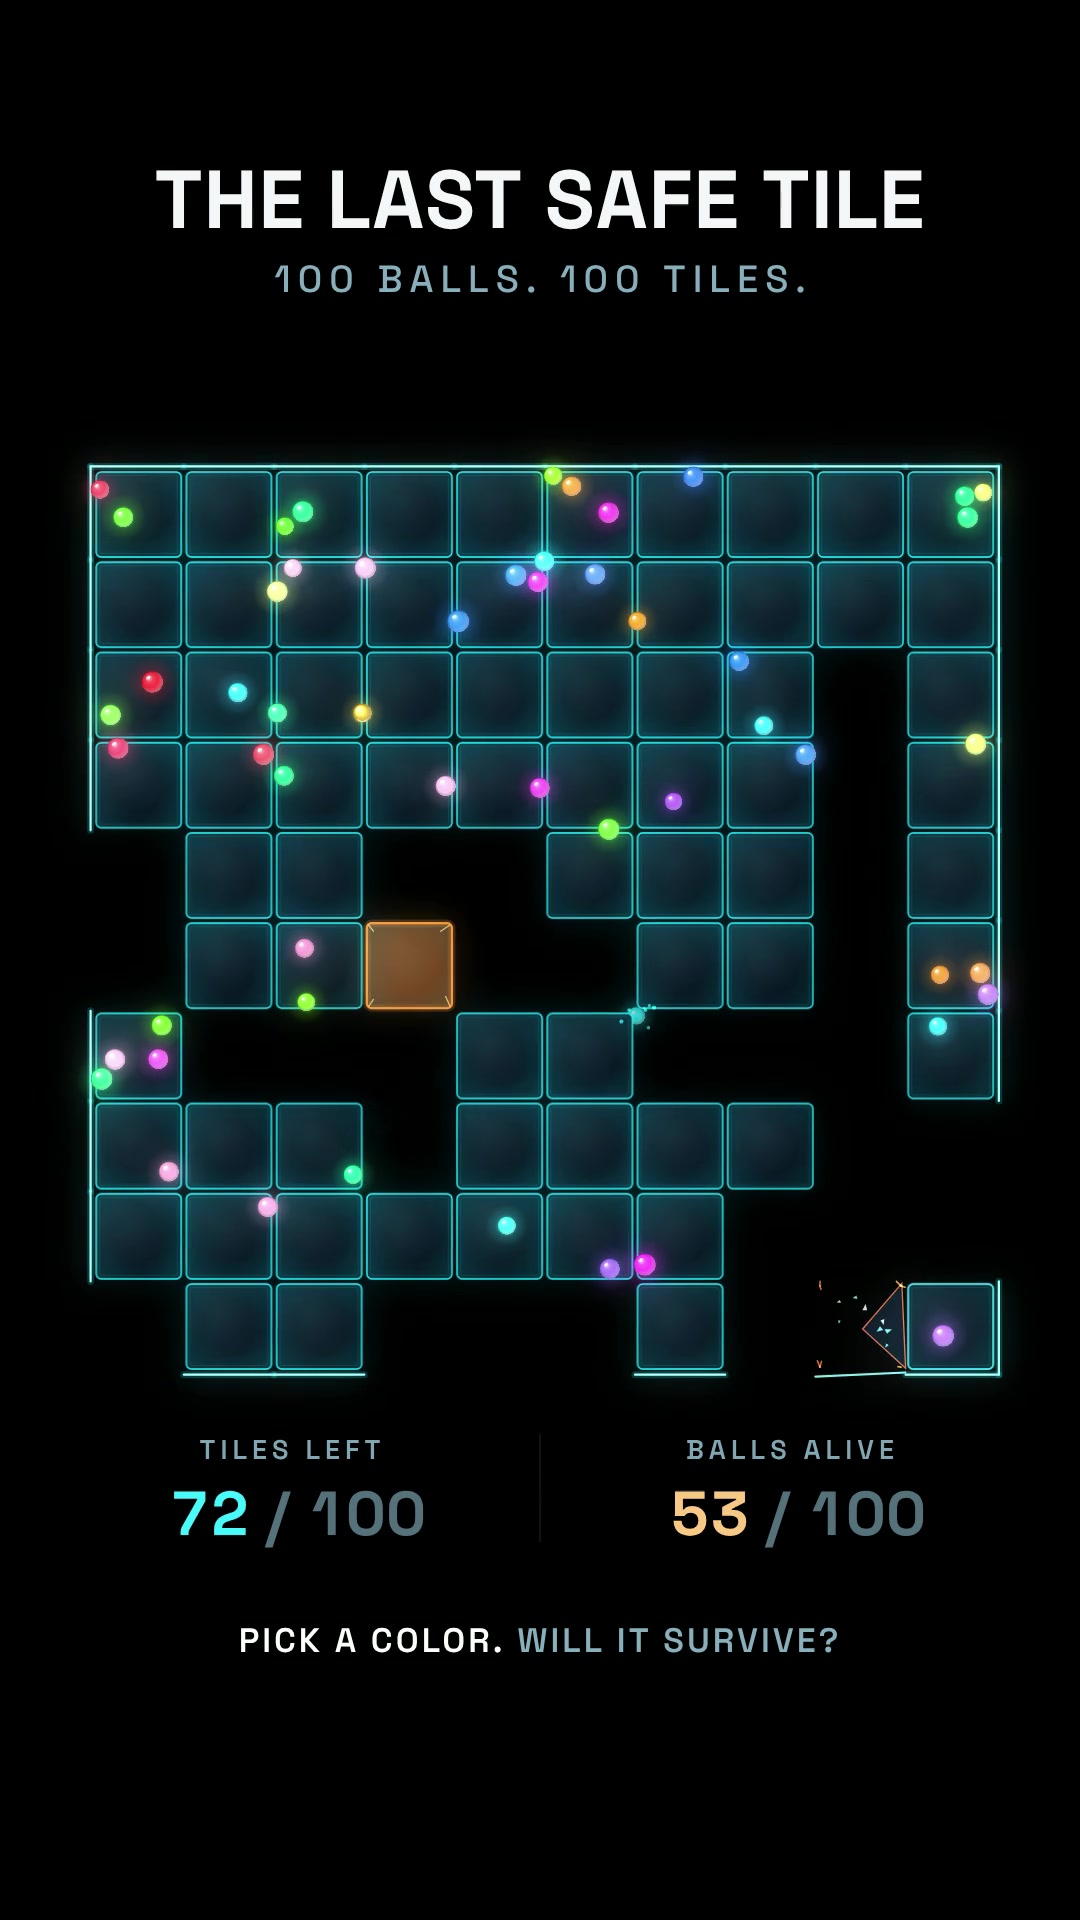 THE LAST SAFE TILE
100 BALLS. 100 TILES.
TILES LEFT
72 / 100
BALLS ALIVE
53 / 100
PICK A COLOR. WILL IT SURVIVE?